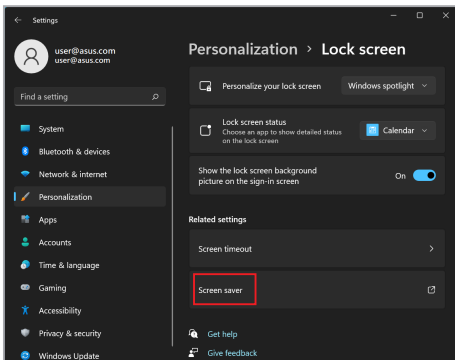 Settings
user@asus.com
user@asus.com
Find a setting
System
Bluetooth & devices
Network & internet
Personalization
Apps
Accounts
Time & language
Gaming
Accessibility
Privacy & security
Windows Update
Personalization > Lock screen
Personalize your lock screen
Windows spotlight
Lock screen status
Choose an app to show detailed status
on the lock screen
Calendar
Show the lock screen background
picture on the sign-in screen
On
Related settings
Screen timeout
Screen saver
Get help
Give feedback